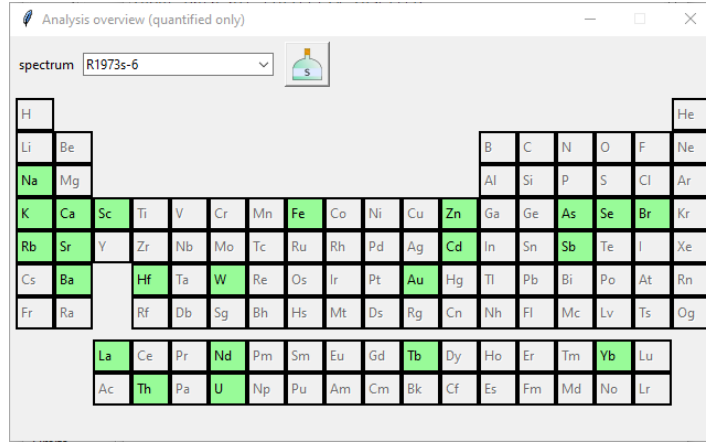 Analysis overview (quantified only)
spectrum R1973s-6
S
H He
Li Be B C N O F Ne
Na Mg Al Si P S Cl Ar
K Ca Sc Ti V Cr Mn Fe Co Ni Cu Zn Ga Ge As Se Br Kr
Rb Sr Y Zr Nb Mo Tc Ru Rh Pd Ag Cd In Sn Sb Te I Xe
Cs Ba Hf Ta W Re Os Ir Pt Au Hg Tl Pb Bi Po At Rn
Fr Ra Rf Db Sg Bh Hs Mt Ds Rg Cn Nh Fl Mc Lv Ts Og
La Ce Pr Nd Pm Sm Eu Gd Tb Dy Ho Er Tm Yb Lu
Ac Th Pa U Np Pu Am Cm Bk Cf Es Fm Md No Lr